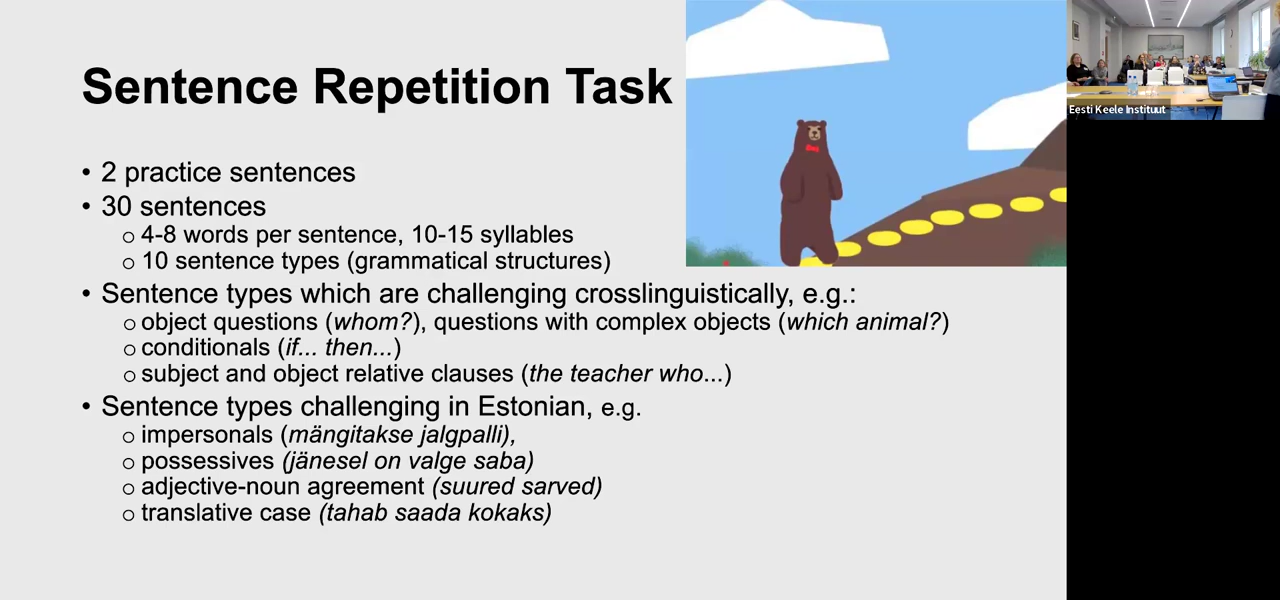 Sentence Repetition Task
• 2 practice sentences
• 30 sentences
o 4-8 words per sentence, 10-15 syllables
o 10 sentence types (grammatical structures)
• Sentence types which are challenging crosslinguistically, e.g.:
o object questions (whom?), questions with complex objects (which animal?)
o conditionals (if... then...)
o subject and object relative clauses (the teacher who...)
• Sentence types challenging in Estonian, e.g.
o impersonals (mängitakse jalgpalli),
o possessives (jänesel on valge saba)
o adjective-noun agreement (suured sarved)
o translative case (tahab saada kokaks)
Eesti Keele Instituut